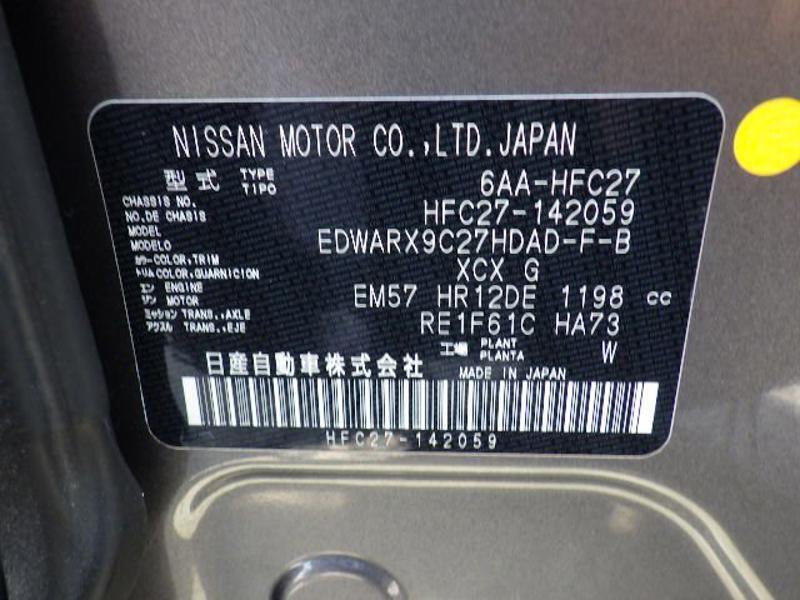 NISSAN MOTOR CO.,LTD.JAPAN
型式 TYPE TIPO 6AA-HFC27
CHASSIS NO. NO.DE CHASIS HFC27-142059
MODEL MODELO EDWARX9C27HDAD-F-B
カラー COLOR,TRIM トリム COLOR,GUARNICION XCX G
エンジン ENGINE MOTOR EM57 HR12DE 1198 cc
ミッション TRANS.,AXLE アクスル TRANS.,EJE RE1F61C HA73
工場 PLANT PLANTA W
日産自動車株式会社 MADE IN JAPAN
HFC27-142059